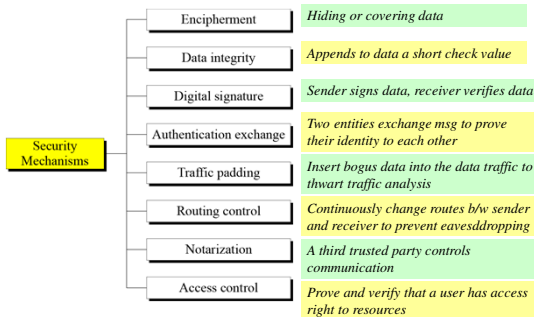 Encipherment
Hiding or covering data
Data integrity
Appends to data a short check value
Digital signature
Sender signs data, receiver verifies data
Authentication exchange
Two entities exchange msg to prove
their identity to each other
Security
Mechanisms
Traffic padding
Insert bogus data into the data traffic to
thwart traffic analysis
Routing control
Continuously change routes b/w sender
and receiver to prevent eavesddropping
Notarization
A third trusted party controls
communication
Access control
Prove and verify that a user has access
right to resources